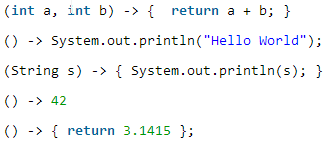 (int a, int b) -> {  return a + b; }
() -> System.out.println("Hello World");
(String s) -> { System.out.println(s); }
() -> 42
() -> { return 3.1415 };